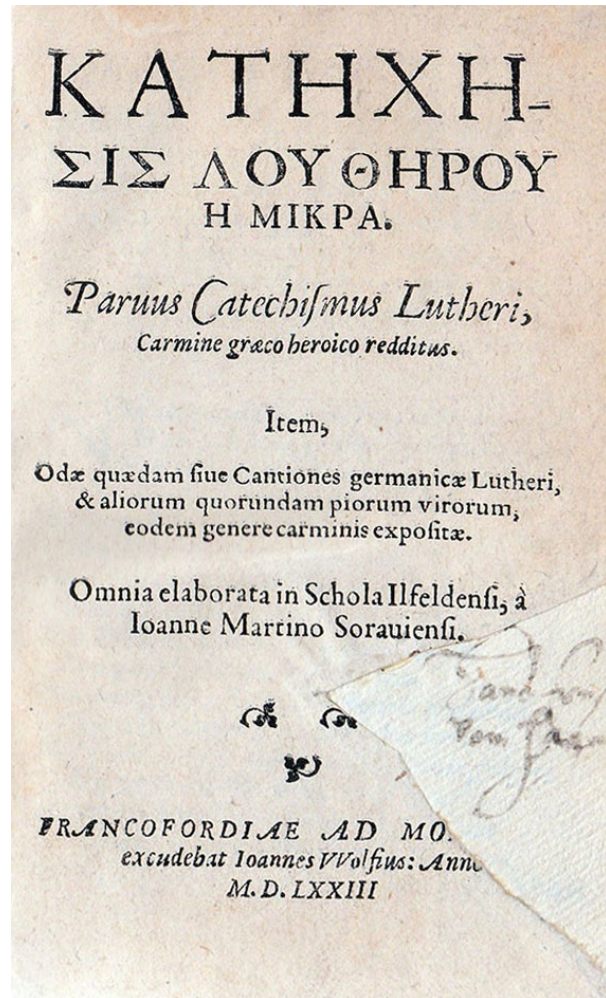 ΚΑΤΗΧΗ-
ΣΙΣ ΛΟΥΘΗΡΟΥ
Η ΜΙΚΡΑ.
Paruus Catechiſmus Lutheri,
Carmine græco heroico redditus.
Item,
Odæ quædam ſiue Cantiones germanicæ Lutheri,
& aliorum quorundam piorum virorum,
eodem genere carminis expoſitæ.
Omnia elaborata in Schola Ilfeldenſi, à
Ioanne Martino Sorauienſi.
FRANCOFORDIAE AD
excudebat Ioannes VVolfius:
M. D. LXXIII